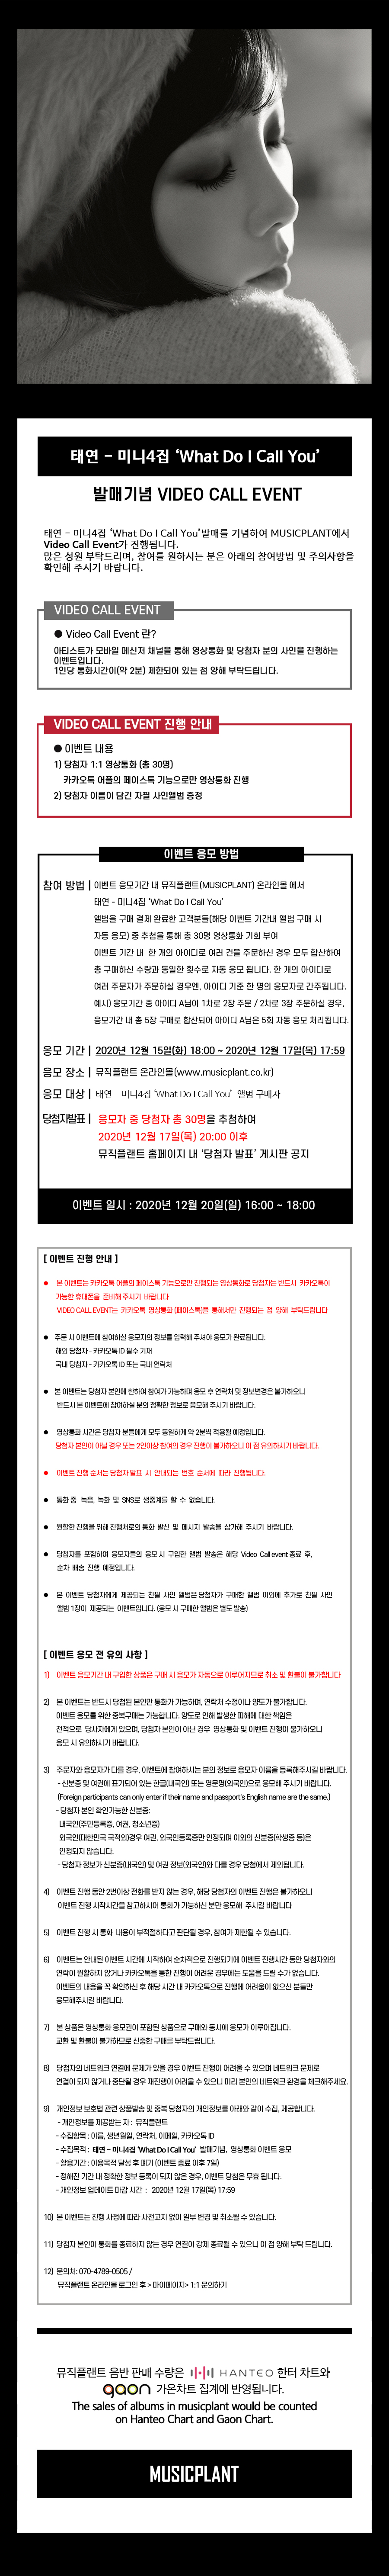 태연 - 미니4집 ‘What Do I Call You’
발매기념 VIDEO CALL EVENT
태연 - 미니4집 ‘What Do I Call You’발매를 기념하여 MUSICPLANT에서
Video Call Event가 진행됩니다.
많은 성원 부탁드리며, 참여를 원하시는 분은 아래의 참여방법 및 주의사항을
확인해 주시기 바랍니다.
VIDEO CALL EVENT
● Video Call Event 란?
아티스트가 모바일 메신저 채널을 통해 영상통화 및 당첨자 분의 사인을 진행하는
이벤트입니다.
1인당 통화시간이(약 2분) 제한되어 있는 점 양해 부탁드립니다.
VIDEO CALL EVENT 진행 안내
● 이벤트 내용
1) 당첨자 1:1 영상통화 (총 30명)
카카오톡 어플의 페이스톡 기능으로만 영상통화 진행
2) 당첨자 이름이 담긴 자필 사인앨범 증정
이벤트 응모 방법
참여 방법 | 이벤트 응모기간 내 뮤직플랜트(MUSICPLANT) 온라인몰 에서
태연 - 미니4집 ‘What Do I Call You’
앨범을 구매 결제 완료한 고객분들(해당 이벤트 기간내 앨범 구매 시
자동 응모) 중 추첨을 통해 총 30명 영상통화 기회 부여
이벤트 기간 내 한 개의 아이디로 여러 건을 주문하신 경우 모두 합산하여
총 구매하신 수량과 동일한 횟수로 자동 응모 됩니다. 한 개의 아이디로
여러 주문자가 주문하실 경우엔, 아이디 기준 한 명의 응모자로 간주됩니다.
예시) 응모기간 중 아이디 A님이 1차로 2장 주문 / 2차로 3장 주문하실 경우,
응모기간 내 총 5장 구매로 합산되어 아이디 A님은 5회 자동 응모 처리됩니다.
응모 기간 | 2020년 12월 15일(화) 18:00 ~ 2020년 12월 17일(목) 17:59
응모 장소 | 뮤직플랜트 온라인몰(www.musicplant.co.kr)
응모 대상 | 태연 - 미니4집 ‘What Do I Call You’ 앨범 구매자
당첨자발표 | 응모자 중 당첨자 총 30명을 추첨하여
2020년 12월 17일(목) 20:00 이후
뮤직플랜트 홈페이지 내 ‘당첨자 발표’ 게시판 공지
이벤트 일시 : 2020년 12월 20일(일) 16:00 ~ 18:00
[ 이벤트 진행 안내 ]
● 본 이벤트는 카카오톡 어플의 페이스톡 기능으로만 진행되는 영상통화로 당첨자는 반드시 카카오톡이
가능한 휴대폰을 준비해 주시기 바랍니다
VIDEO CALL EVENT는 카카오톡 영상통화 (페이스톡)을 통해서만 진행되는 점 양해 부탁드립니다
● 주문 시 이벤트에 참여하실 응모자의 정보를 입력해 주셔야 응모가 완료됩니다.
해외 당첨자 - 카카오톡 ID 필수 기재
국내 당첨자 - 카카오톡 ID 또는 국내 연락처
● 본 이벤트는 당첨자 본인에 한하여 참여가 가능하며 응모 후 연락처 및 정보변경은 불가하오니
반드시 본 이벤트에 참여하실 분의 정확한 정보로 응모해 주시기 바랍니다.
● 영상통화 시간은 당첨자 분들에게 모두 동일하게 약 2분씩 적용될 예정입니다.
당첨자 본인이 아닐 경우 또는 2인이상 참여의 경우 진행이 불가하오니 이 점 유의하시기 바랍니다.
● 이벤트 진행 순서는 당첨자 발표 시 안내되는 번호 순서에 따라 진행됩니다.
● 통화 중 녹음, 녹화 및 SNS로 생중계를 할 수 없습니다.
● 원활한 진행을 위해 진행처로의 통화 발신 및 메시지 발송을 삼가해 주시기 바랍니다.
● 당첨자를 포함하여 응모자들의 응모 시 구입한 앨범 발송은 해당 Video Call event 종료 후,
순차 배송 진행 예정입니다.
● 본 이벤트 당첨자에게 제공되는 친필 사인 앨범은 당첨자가 구매한 앨범 이외에 추가로 친필 사인
앨범 1장이 제공되는 이벤트입니다. (응모 시 구매한 앨범은 별도 발송)
[ 이벤트 응모 전 유의 사항 ]
1) 이벤트 응모기간 내 구입한 상품은 구매 시 응모가 자동으로 이루어지므로 취소 및 환불이 불가합니다
2) 본 이벤트는 반드시 당첨된 본인만 통화가 가능하며, 연락처 수정이나 양도가 불가합니다.
이벤트 응모를 위한 중복구매는 가능합니다. 양도로 인해 발생한 피해에 대한 책임은
전적으로 당사자에게 있으며, 당첨자 본인이 아닌 경우 영상통화 및 이벤트 진행이 불가하오니
응모 시 유의하시기 바랍니다.
3) 주문자와 응모자가 다를 경우, 이벤트에 참여하시는 분의 정보로 응모자 이름을 등록해주시길 바랍니다.
- 신분증 및 여권에 표기되어 있는 한글(내국인) 또는 영문명(외국인)으로 응모해 주시기 바랍니다.
(Foreign participants can only enter if their name and passport's English name are the same.)
- 당첨자 본인 확인가능한 신분증:
내국인(주민등록증, 여권, 청소년증)
외국인(대한민국 국적외)경우 여권, 외국인등록증만 인정되며 이외의 신분증(학생증 등)은
인정되지 않습니다.
- 당첨자 정보가 신분증(내국인) 및 여권 정보(외국인)와 다를 경우 당첨에서 제외됩니다.
4) 이벤트 진행 동안 2번이상 전화를 받지 않는 경우, 해당 당첨자의 이벤트 진행은 불가하오니
이벤트 진행 시작시간을 참고하시어 통화가 가능하신 분만 응모해 주시길 바랍니다
5) 이벤트 진행 시 통화 내용이 부적절하다고 판단될 경우, 참여가 제한될 수 있습니다.
6) 이벤트는 안내된 이벤트 시간에 시작하여 순차적으로 진행되기에 이벤트 진행시간 동안 당첨자와의
연락이 원활하지 않거나 카카오톡을 통한 진행이 어려운 경우에는 도움을 드릴 수가 없습니다.
이벤트의 내용을 꼭 확인하신 후 해당 시간 내 카카오톡으로 진행에 어려움이 없으신 분들만
응모해주시길 바랍니다.
7) 본 상품은 영상통화 응모권이 포함된 상품으로 구매와 동시에 응모가 이루어집니다.
교환 및 환불이 불가하므로 신중한 구매를 부탁드립니다.
8) 당첨자의 네트워크 연결에 문제가 있을 경우 이벤트 진행이 어려울 수 있으며 네트워크 문제로
연결이 되지 않거나 중단될 경우 재진행이 어려울 수 있으니 미리 본인의 네트워크 환경을 체크해주세요.
9) 개인정보 보호법 관련 상품발송 및 중복 당첨자의 개인정보를 아래와 같이 수집, 제공합니다.
- 개인정보를 제공받는 자 : 뮤직플랜트
- 수집항목 : 이름, 생년월일, 연락처, 이메일, 카카오톡 ID
- 수집목적 : 태연 - 미니4집 ‘What Do I Call You’ 발매기념, 영상통화 이벤트 응모
- 활용기간 : 이용목적 달성 후 폐기 (이벤트 종료 이후 7일)
- 정해진 기간 내 정확한 정보 등록이 되지 않은 경우, 이벤트 당첨은 무효 됩니다.
- 개인정보 업데이트 마감 시간 : 2020년 12월 17일(목) 17:59
10) 본 이벤트는 진행 사정에 따라 사전고지 없이 일부 변경 및 취소될 수 있습니다.
11) 당첨자 본인이 통화를 종료하지 않는 경우 연결이 강제 종료될 수 있으니 이 점 양해 부탁 드립니다.
12) 문의처: 070-4789-0505 /
뮤직플랜트 온라인몰 로그인 후 > 마이페이지> 1:1 문의하기
뮤직플랜트 음반 판매 수량은 HANTEO 한터 차트와
gaon 가온차트 집계에 반영됩니다.
The sales of albums in musicplant would be counted
on Hanteo Chart and Gaon Chart.
MUSICPLANT